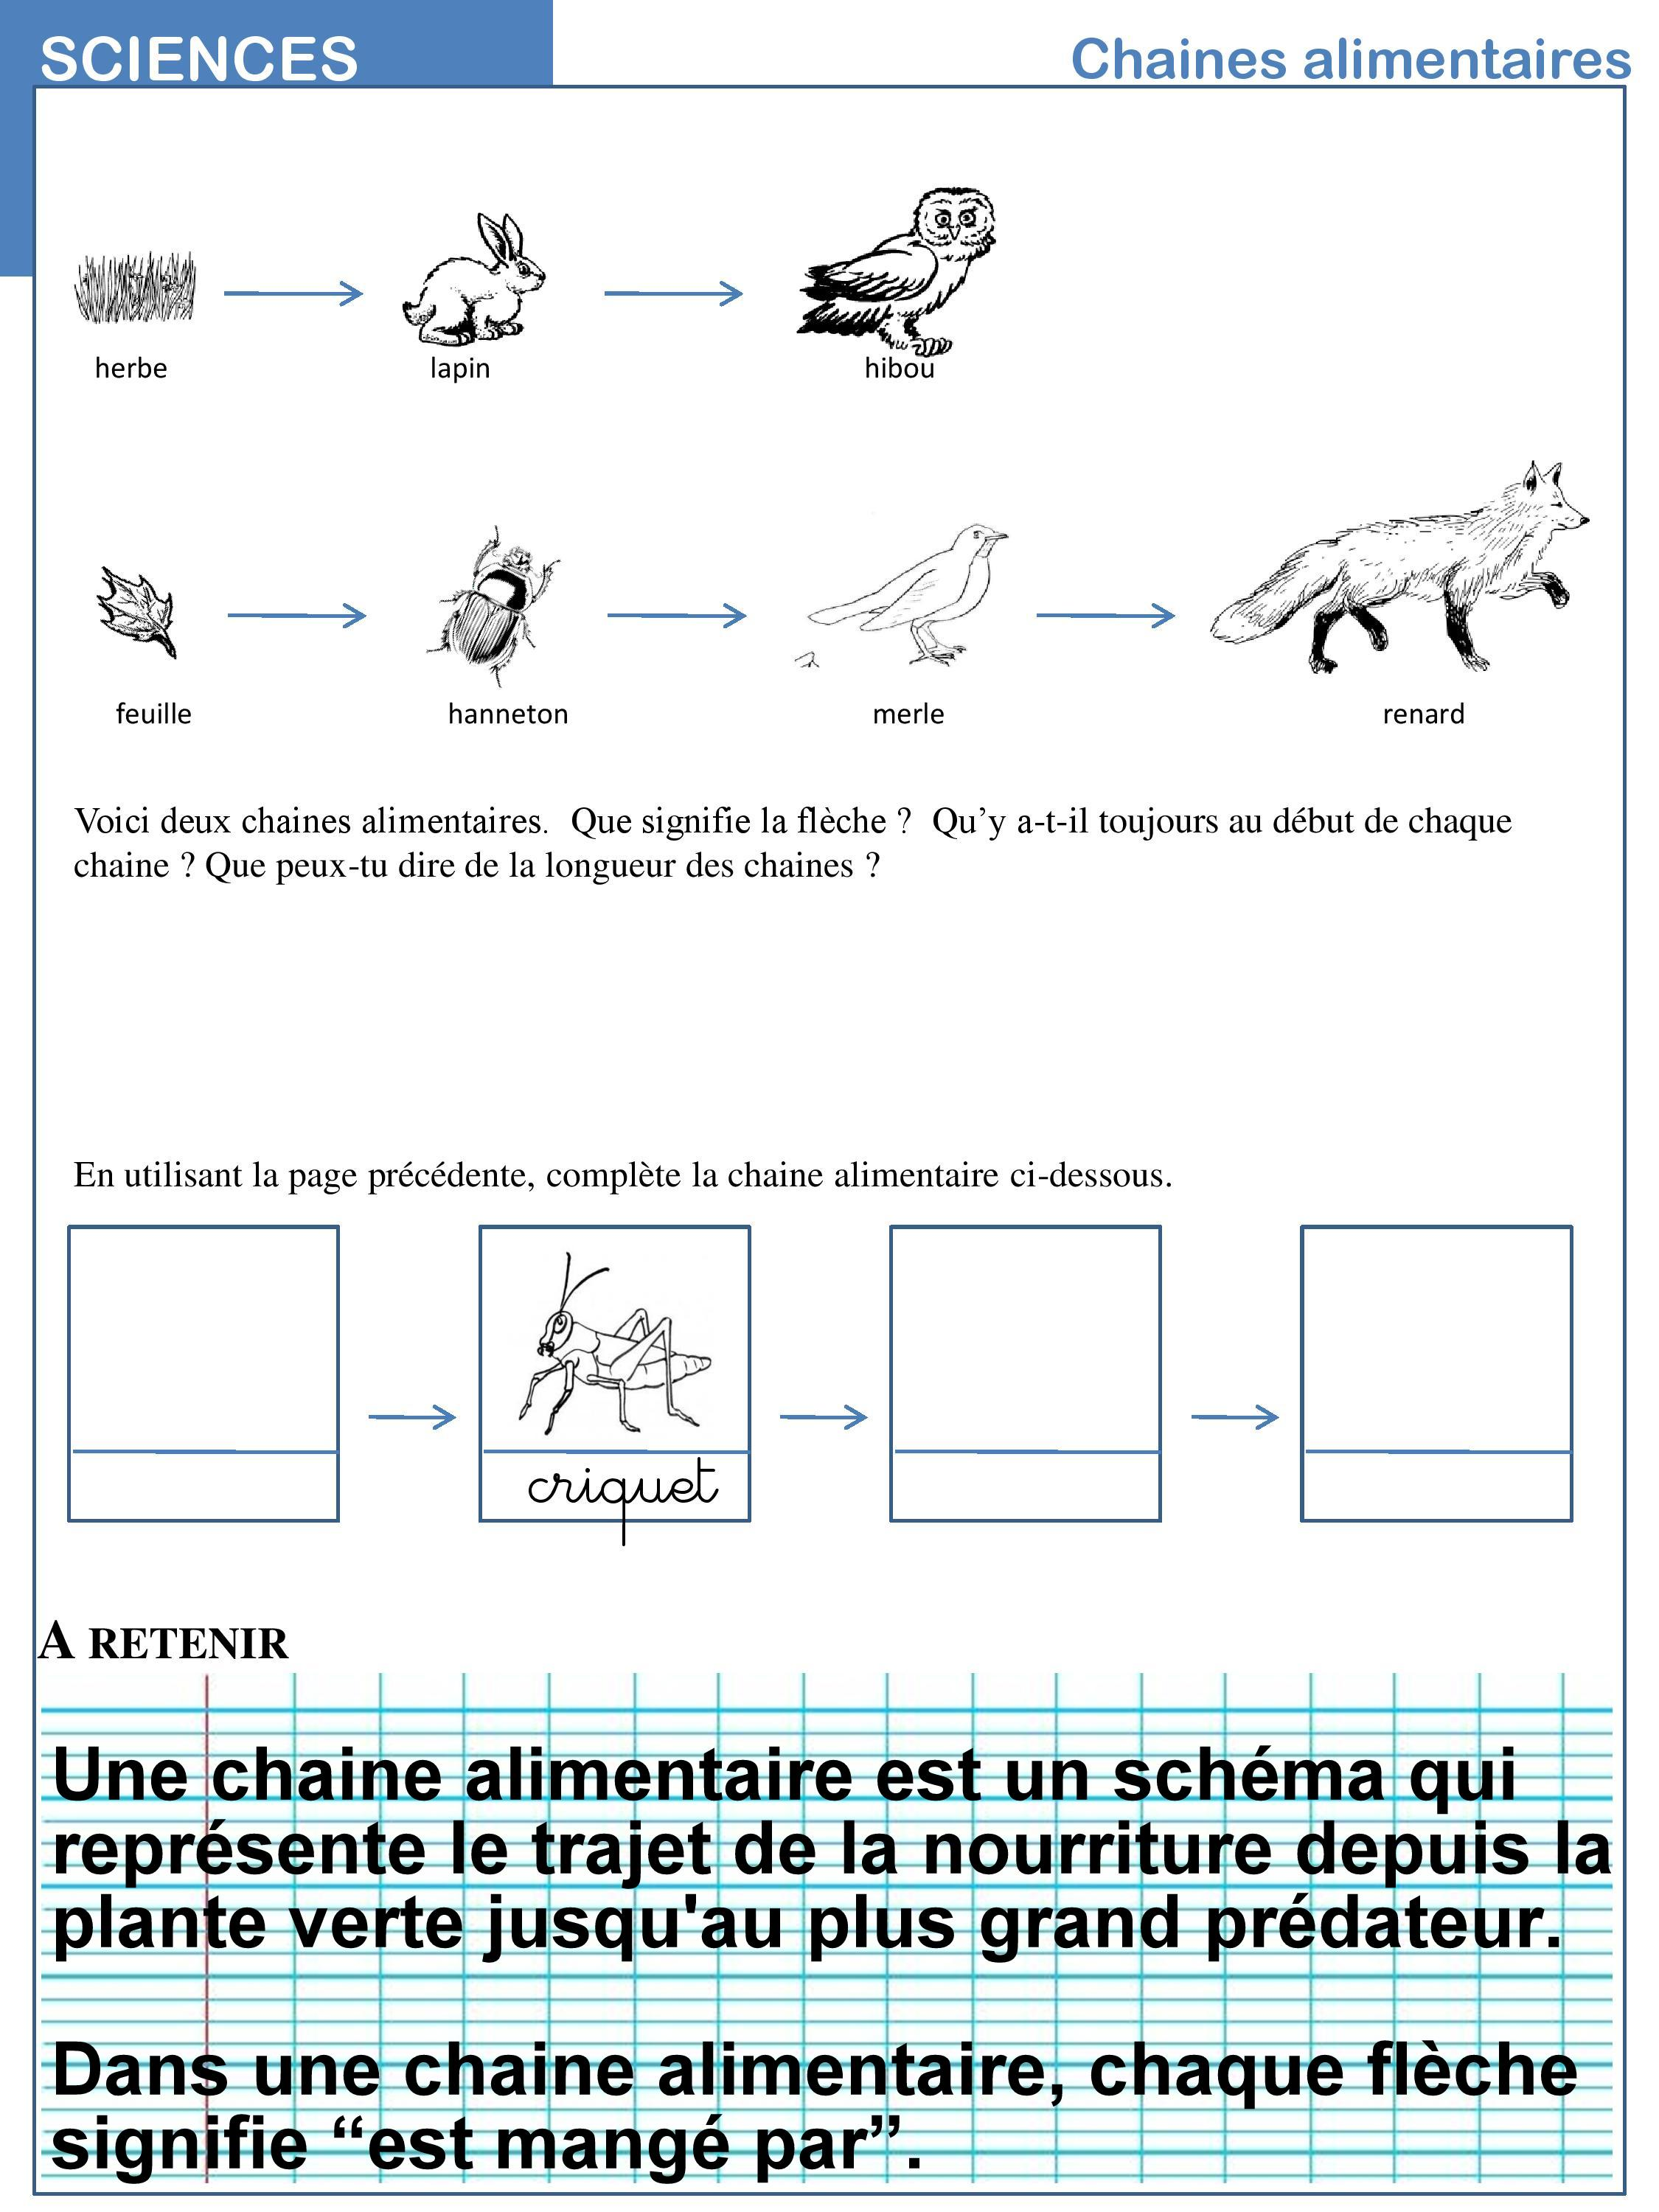 SCIENCES
Chaines alimentaires
herbe
lapin
hibou
feuille
hanneton
merle
renard
Voici deux chaines alimentaires.  Que signifie la flèche ?  Qu’y a-t-il toujours au début de chaque
chaine ? Que peux-tu dire de la longueur des chaines ?
En utilisant la page précédente, complète la chaine alimentaire ci-dessous.
criquet
A RETENIR
Une chaine alimentaire est un schéma qui
représente le trajet de la nourriture depuis la
plante verte jusqu'au plus grand prédateur.
Dans une chaine alimentaire, chaque flèche
signifie “est mangé par”.